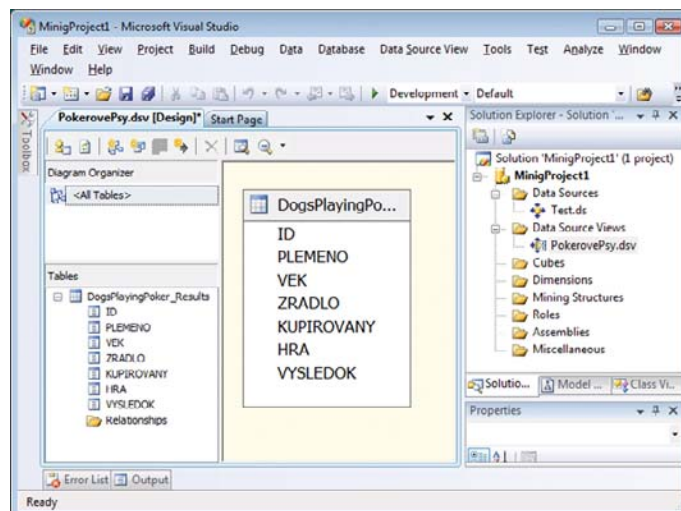 MinigProject1 - Microsoft Visual Studio
File Edit View Project Build Debug Data Database Data Source View Tools Test Analyze Window
Window Help
Development Default
Toolbox
PokerovePsy.dsv [Design]* Start Page
Diagram Organizer
<All Tables>
Tables
DogsPlayingPoker_Results
ID
PLEMENO
VEK
ZRADLO
KUPIROVANY
HRA
VYSLEDOK
Relationships
DogsPlayingPo...
ID
PLEMENO
VEK
ZRADLO
KUPIROVANY
HRA
VYSLEDOK
Solution Explorer - Solution '...
Solution 'MinigProject1' (1 project)
MinigProject1
Data Sources
Test.ds
Data Source Views
PokerovePsy.dsv
Cubes
Dimensions
Mining Structures
Roles
Assemblies
Miscellaneous
Solutio... Model ... Class Vi...
Properties
Error List Output
Ready